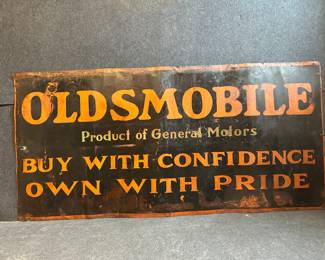 OLDSMOBILE
Product of General Motors
BUY WITH CONFIDENCE
OWN WITH PRIDE